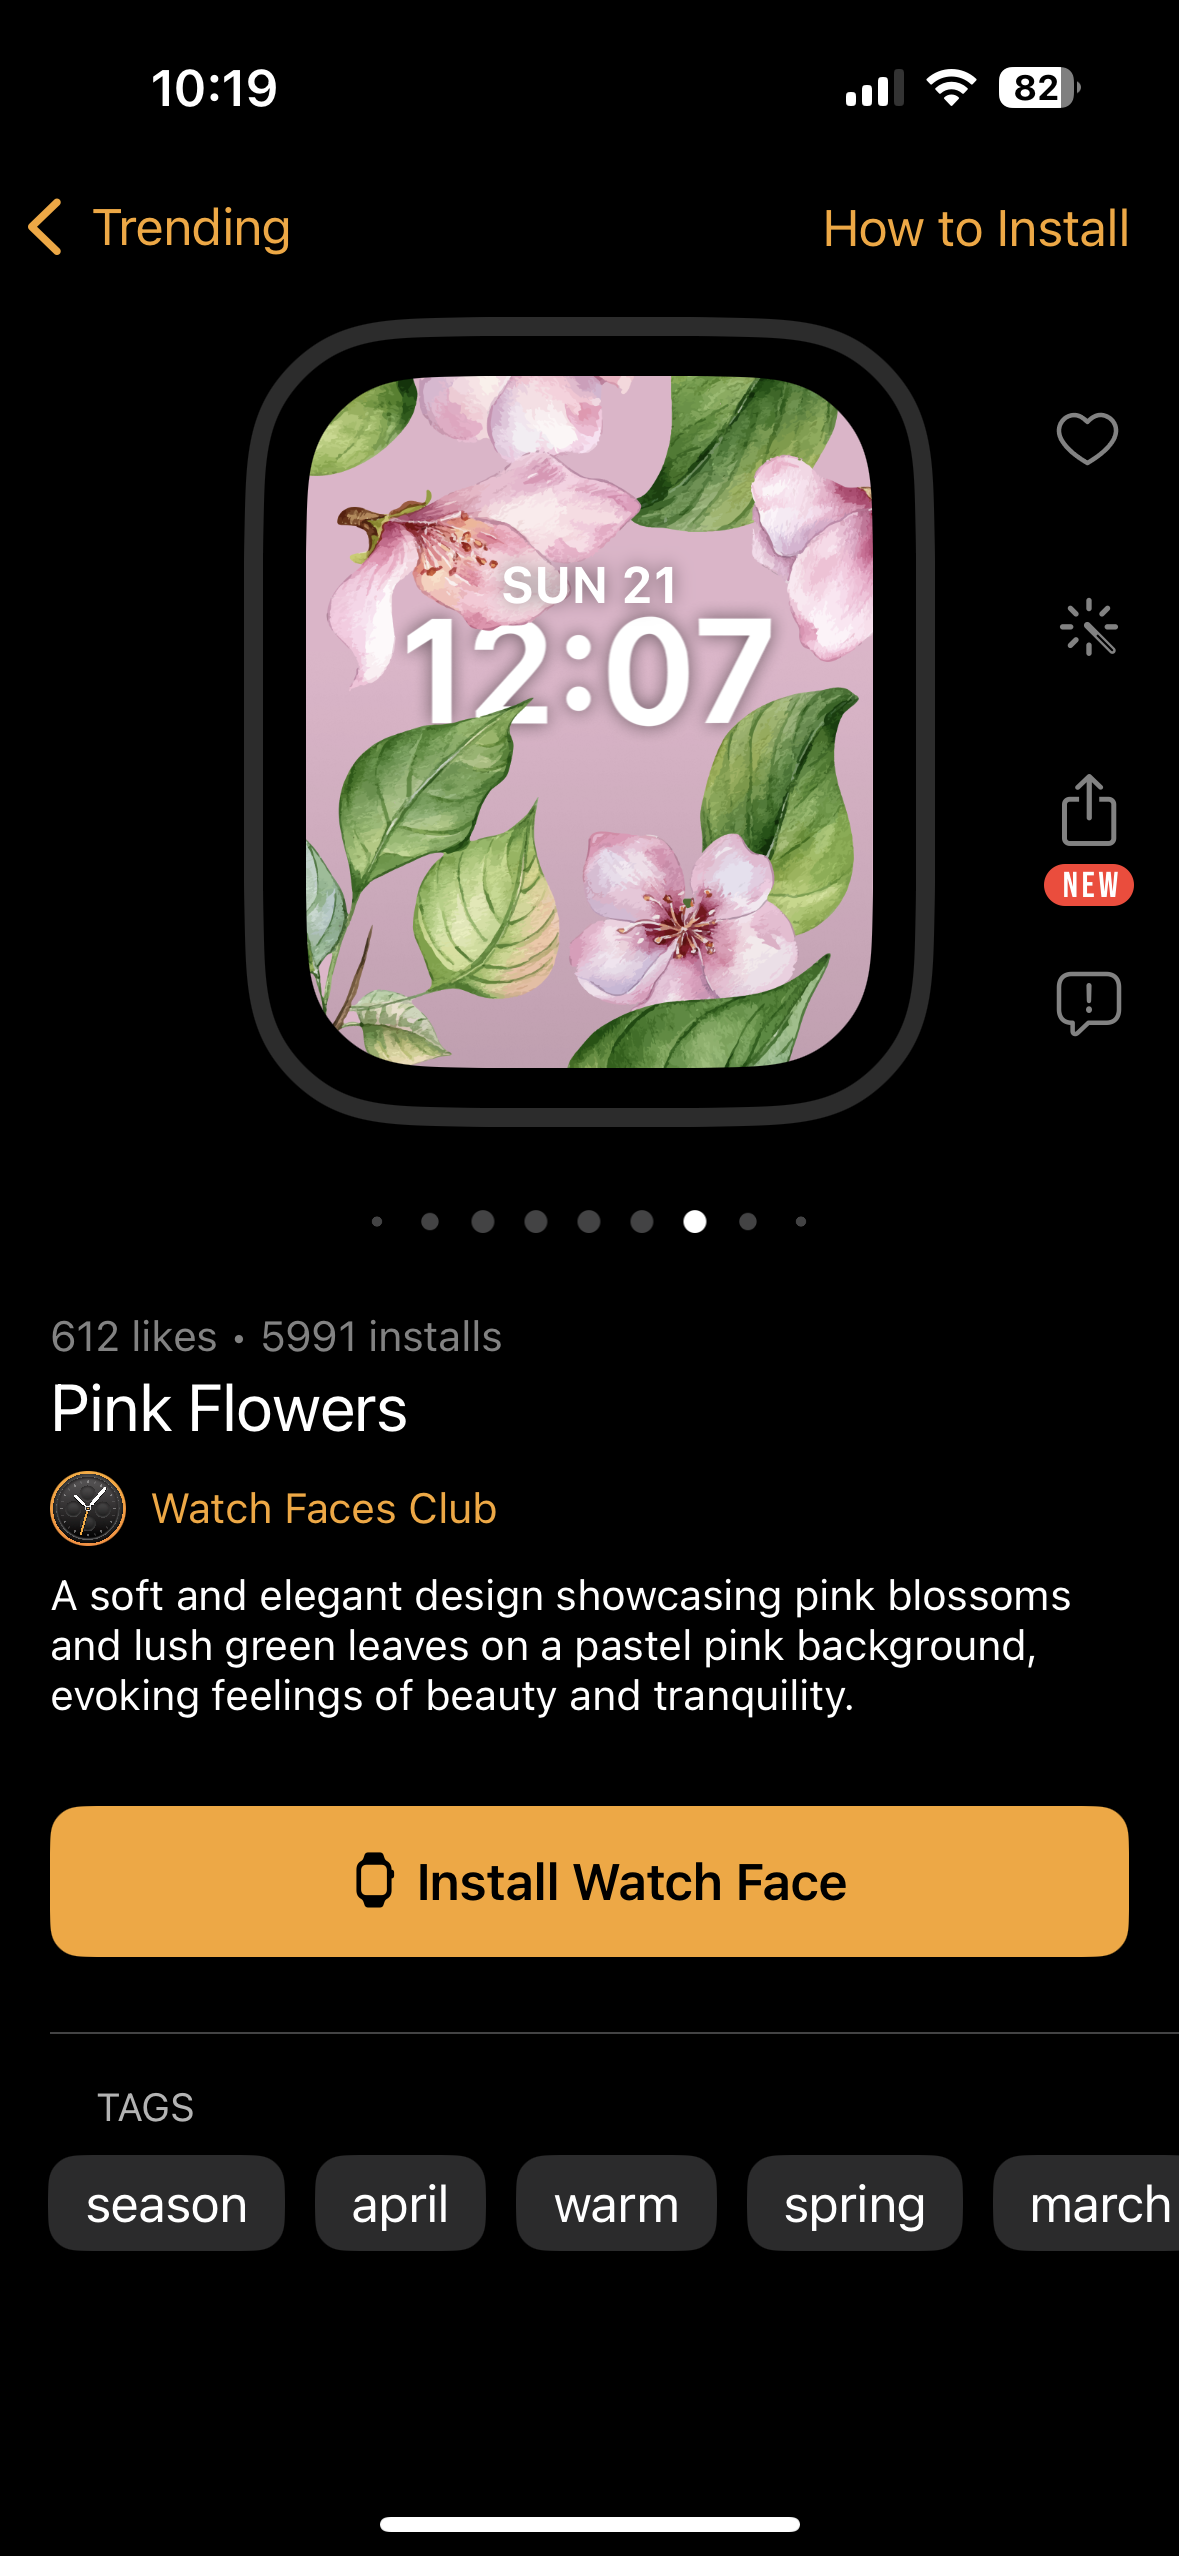 10:19
82
Trending
How to Install
SUN 21
12:07
NEW
612 likes • 5991 installs
Pink Flowers
Watch Faces Club
A soft and elegant design showcasing pink blossoms
and lush green leaves on a pastel pink background,
evoking feelings of beauty and tranquility.
Install Watch Face
TAGS
season
april
warm
spring
march